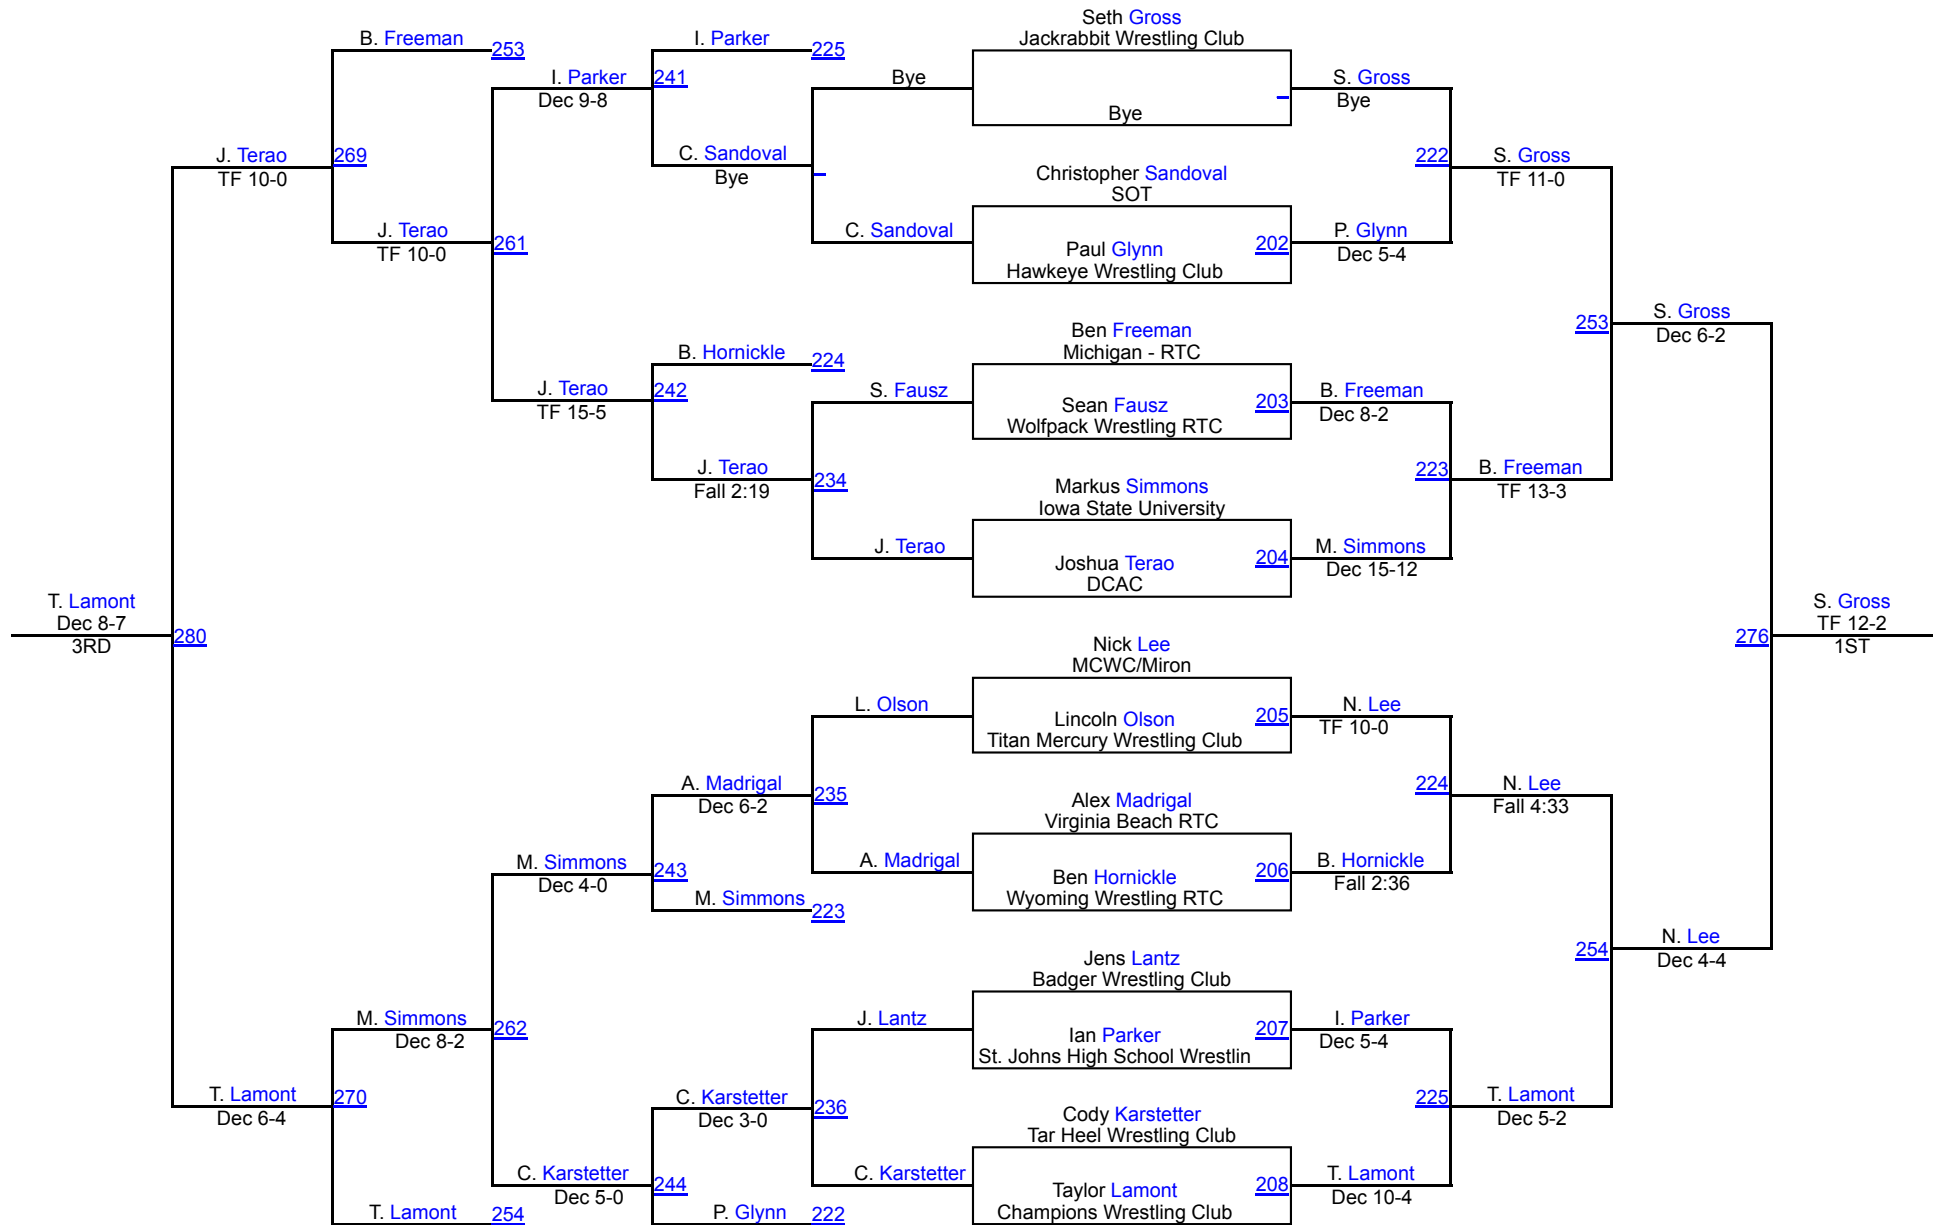 Seth Gross
Jackrabbit Wrestling Club
B. Freeman
253
I. Parker
225
I. Parker
Dec 9-8
241
Bye
Bye
S. Gross
Bye
C. Sandoval
Bye
J. Terao
TF 10-0
269
222
S. Gross
TF 11-0
Christopher Sandoval
SOT
J. Terao
TF 10-0
261
C. Sandoval
Paul Glynn
Hawkeye Wrestling Club
202
P. Glynn
Dec 5-4
253
S. Gross
Dec 6-2
Ben Freeman
Michigan - RTC
B. Hornickle
224
J. Terao
TF 15-5
242
S. Fausz
Sean Fausz
Wolfpack Wrestling RTC
203
B. Freeman
Dec 8-2
J. Terao
Fall 2:19
234
223
B. Freeman
TF 13-3
Markus Simmons
Iowa State University
J. Terao
Joshua Terao
DCAC
204
M. Simmons
Dec 15-12
T. Lamont
Dec 8-7
3RD
280
276
S. Gross
TF 12-2
1ST
Nick Lee
MCWC/Miron
L. Olson
Lincoln Olson
Titan Mercury Wrestling Club
205
N. Lee
TF 10-0
A. Madrigal
Dec 6-2
235
224
N. Lee
Fall 4:33
Alex Madrigal
Virginia Beach RTC
M. Simmons
Dec 4-0
243
A. Madrigal
Ben Hornickle
Wyoming Wrestling RTC
206
B. Hornickle
Fall 2:36
M. Simmons
223
254
N. Lee
Dec 4-4
Jens Lantz
Badger Wrestling Club
M. Simmons
Dec 8-2
262
J. Lantz
Ian Parker
St. Johns High School Wrestlin
207
I. Parker
Dec 5-4
T. Lamont
Dec 6-4
270
C. Karstetter
Dec 3-0
236
225
T. Lamont
Dec 5-2
Cody Karstetter
Tar Heel Wrestling Club
C. Karstetter
Dec 5-0
244
C. Karstetter
Taylor Lamont
Champions Wrestling Club
208
T. Lamont
Dec 10-4
T. Lamont
254
P. Glynn
222